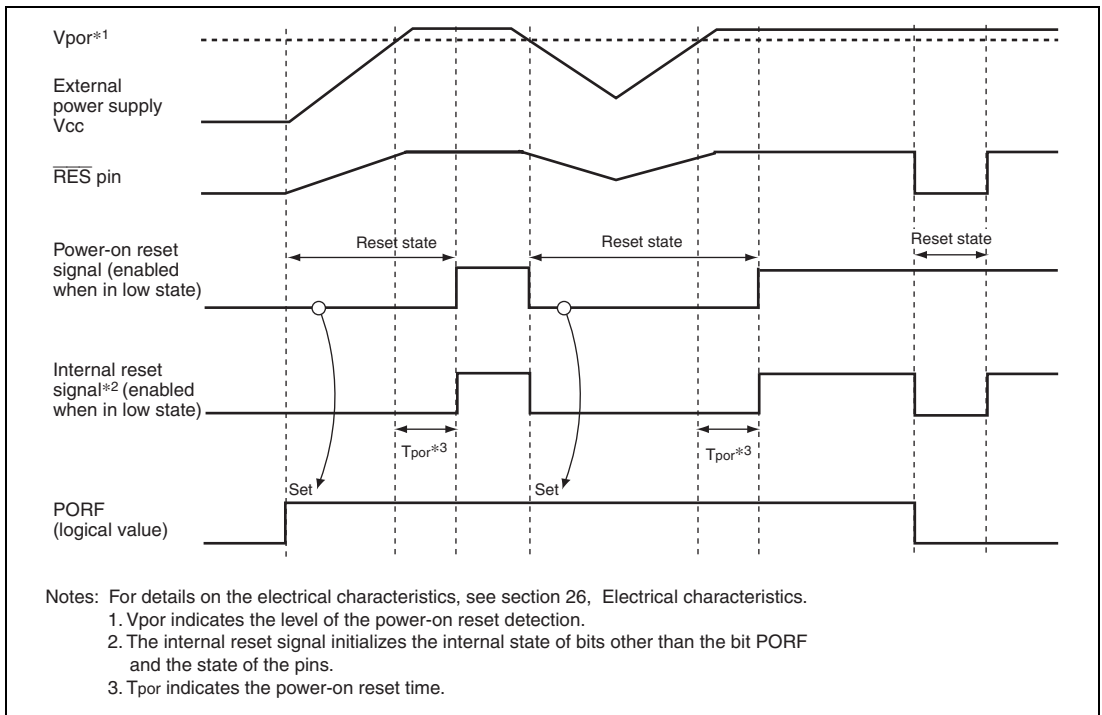 Vpor*1
External
power supply
Vcc
RES pin
Power-on reset
signal (enabled
when in low state)
Reset state
Reset state
Reset state
Internal reset
signal*2 (enabled
when in low state)
Tpor*3
Tpor*3
Set
Set
PORF
(logical value)
Notes: For details on the electrical characteristics, see section 26, Electrical characteristics.
1. Vpor indicates the level of the power-on reset detection.
2. The internal reset signal initializes the internal state of bits other than the bit PORF
and the state of the pins.
3. Tpor indicates the power-on reset time.